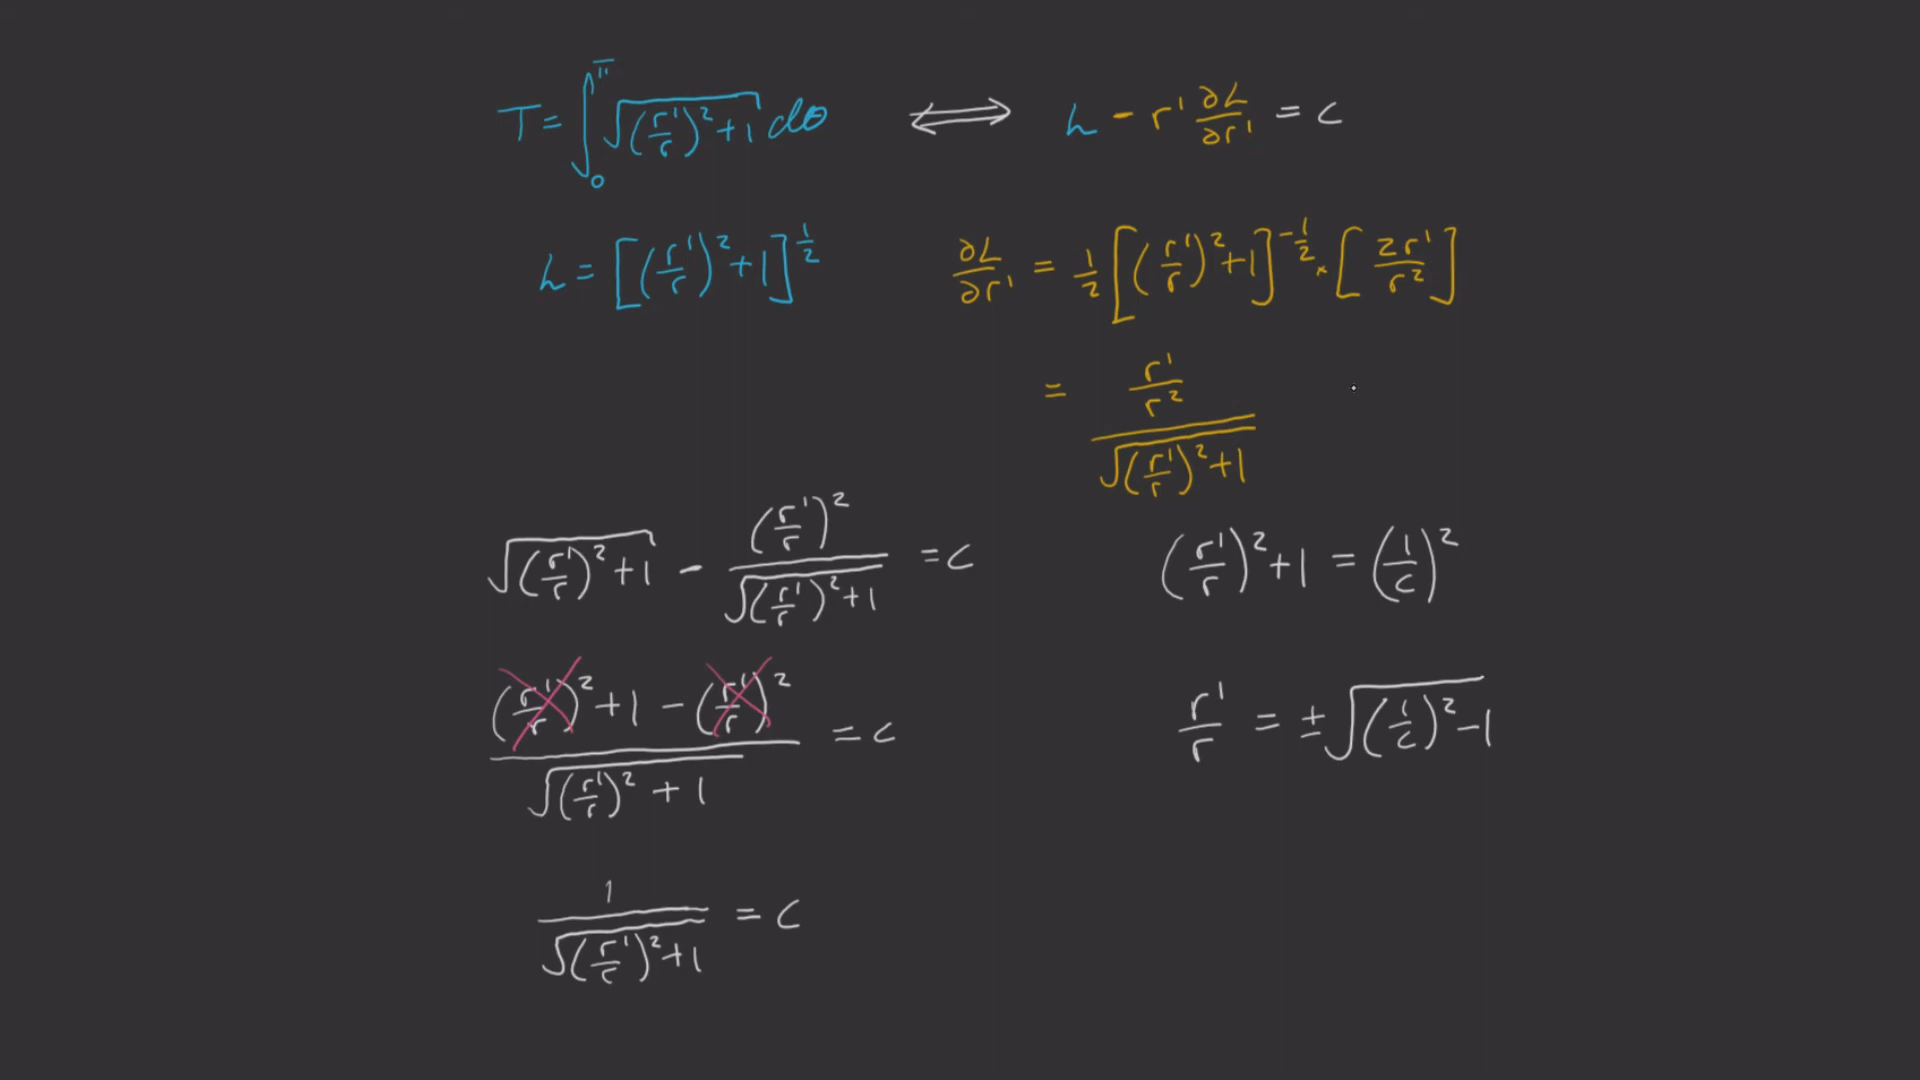 T = ∫₀^π √((r'/r)² + 1) dθ ⟺ L − r' ∂L/∂r' = c
L = [(r'/r)² + 1]^(1/2)
∂L/∂r' = 1/2 [(r'/r)² + 1]^(−1/2) × [2r'/r²]
= (r'/r²) / √((r'/r)² + 1)
√((r'/r)² + 1) − (r'/r)² / √((r'/r)² + 1) = c
((r'/r)² + 1 − (r'/r)²) / √((r'/r)² + 1) = c
1 / √((r'/r)² + 1) = c
(r'/r)² + 1 = (1/c)²
r'/r = ± √((1/c)² − 1)